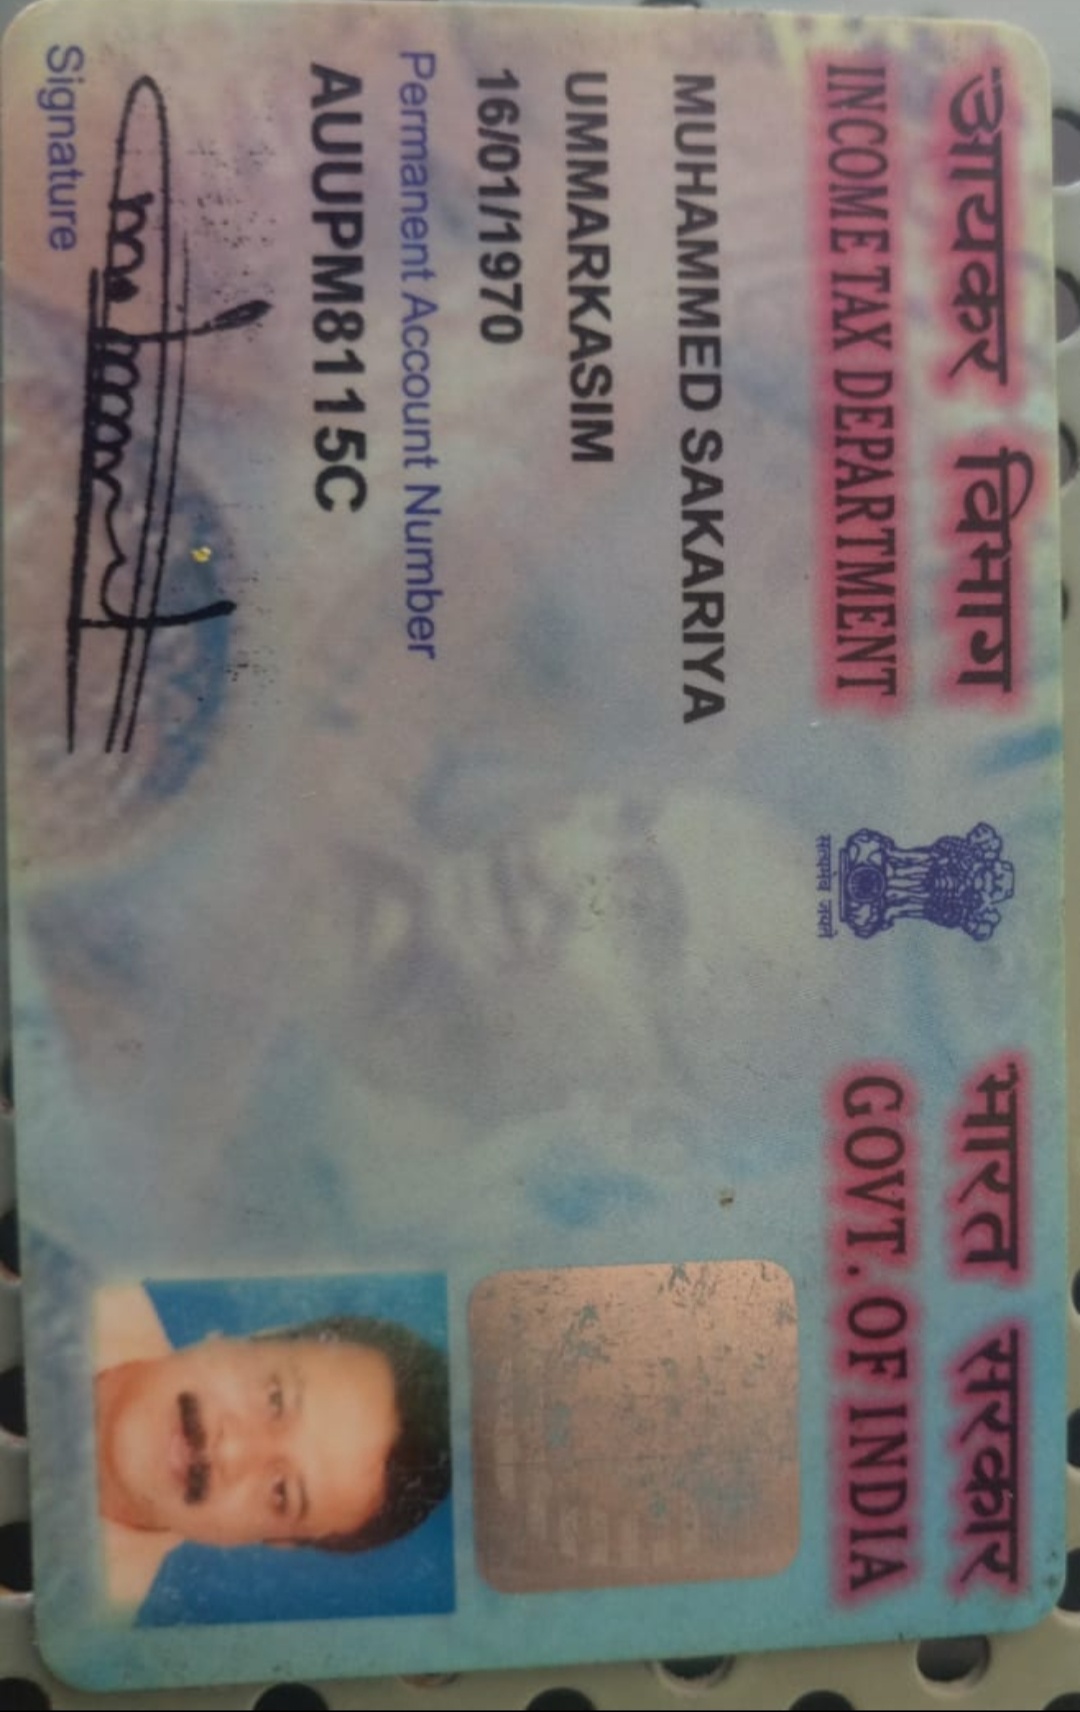 आयकर विभाग
INCOME TAX DEPARTMENT
सत्यमेव जयते
भारत सरकार
GOVT. OF INDIA
MUHAMMED SAKARIYA
UMMARKASIM
16/01/1970
Permanent Account Number
AUUPM8115C
Signature